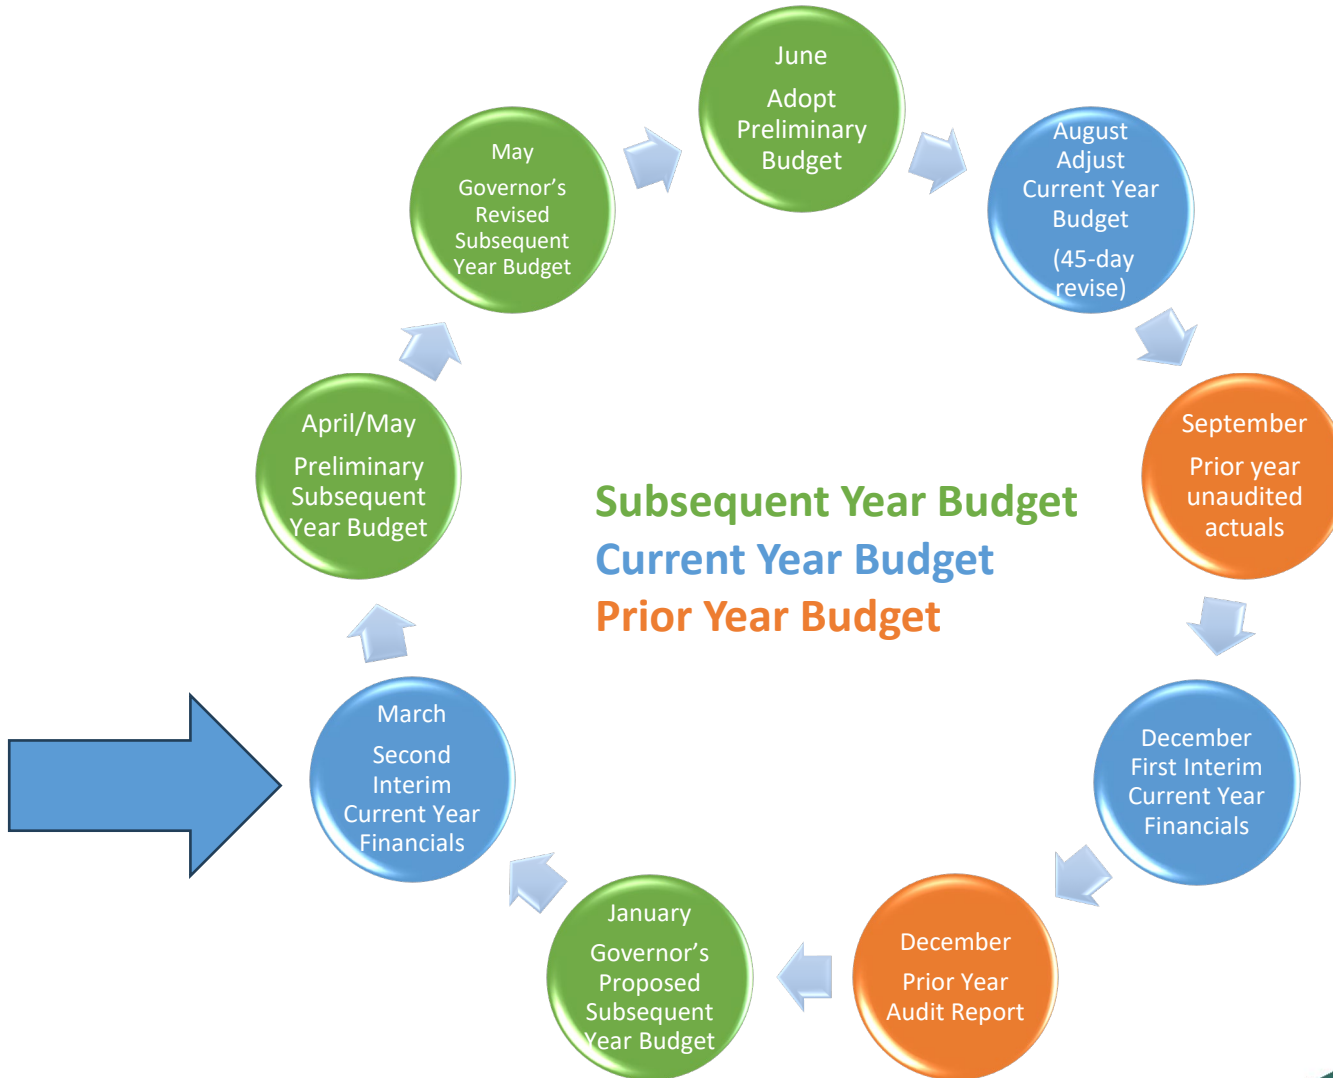 June
Adopt
Preliminary
Budget
August
Adjust
Current Year
Budget
(45-day
revise)
September
Prior year
unaudited
actuals
December
First Interim
Current Year
Financials
December
Prior Year
Audit Report
January
Governor’s
Proposed
Subsequent
Year Budget
March
Second
Interim
Current Year
Financials
April/May
Preliminary
Subsequent
Year Budget
May
Governor’s
Revised
Subsequent
Year Budget
Subsequent Year Budget
Current Year Budget
Prior Year Budget